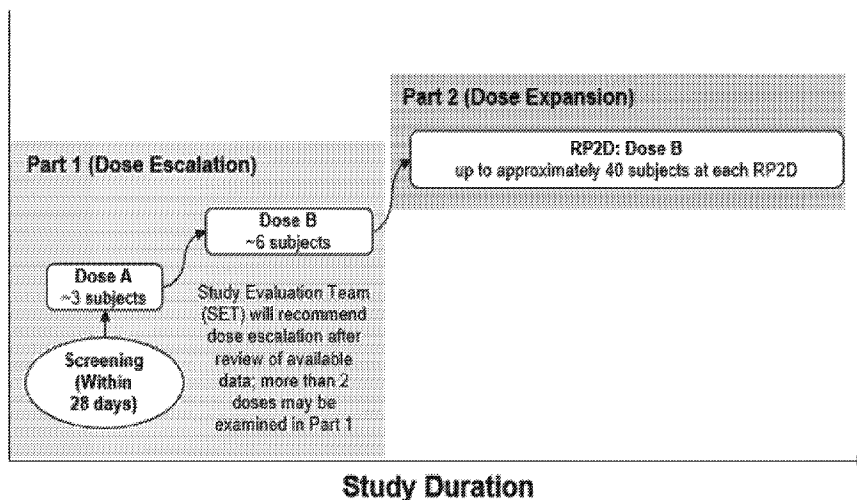 Part 2 (Dose Expansion)
RP2D: Dose B
up to approximately 40 subjects at each RP2D
Part 1 (Dose Escalation)
Dose B
~6 subjects
Dose A
~3 subjects
Study Evaluation Team
(SET) will recommend
dose escalation after
review of available
data; more than 2
doses may be
examined in Part 1
Screening
(Within
28 days)
Study Duration